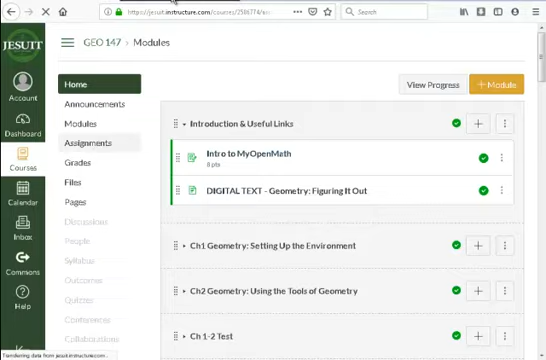 https://jesuit.instructure.com/courses/2586774/
Search
JESUIT
GEO 147 › Modules
Account
Dashboard
Courses
Calendar
Inbox
Commons
Help
Home
Announcements
Modules
Assignments
Grades
Files
Pages
Discussions
People
Syllabus
Outcomes
Quizzes
Conferences
Collaborations
View Progress
+ Module
Introduction & Useful Links
Intro to MyOpenMath
8 pts
DIGITAL TEXT - Geometry: Figuring It Out
Ch1 Geometry: Setting Up the Environment
Ch2 Geometry: Using the Tools of Geometry
Ch 1-2 Test
Transferring data from jesuit.instructure.com...